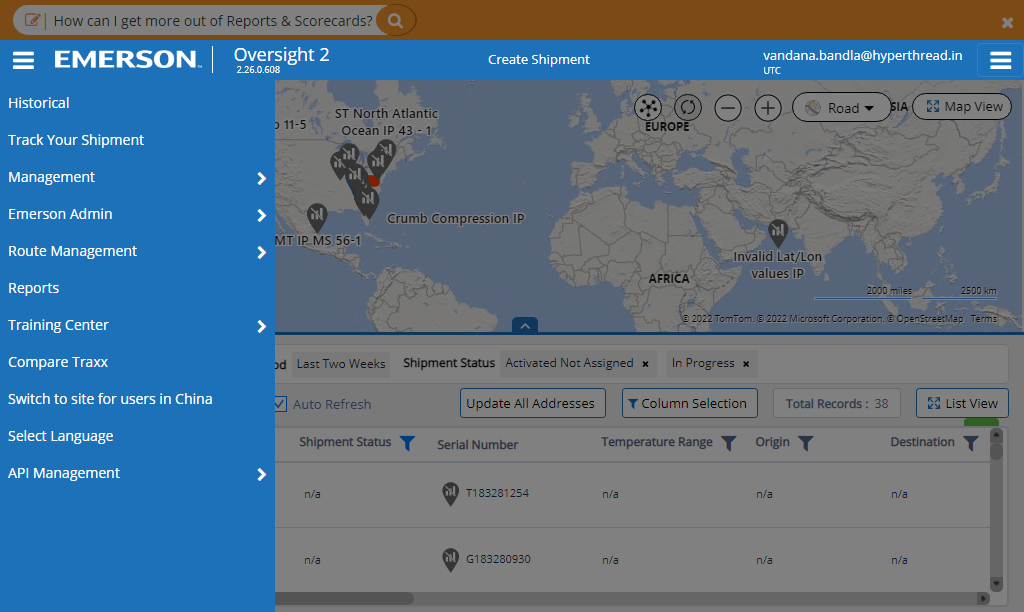 How can I get more out of Reports & Scorecards?
EMERSON
Oversight 2
2.26.0.608
Create Shipment
vandana.bandla@hyperthread.in
UTC
Historical
Track Your Shipment
Management
Emerson Admin
Route Management
Reports
Training Center
Compare Traxx
Switch to site for users in China
Select Language
API Management
11-5
ST North Atlantic
Ocean IP 43 - 1
EUROPE
Road
SIA
Map View
Crumb Compression IP
MT IP MS 56-1
Invalid Lat/Lon
values IP
AFRICA
2000 miles
2500 km
© 2022 TomTom, © 2022 Microsoft Corporation, © OpenStreetMap Terms
od
Last Two Weeks
Shipment Status
Activated Not Assigned ×
In Progress ×
Auto Refresh
Update All Addresses
Column Selection
Total Records : 38
List View
Shipment Status
Serial Number
Temperature Range
Origin
Destination
n/a T183281254 n/a n/a n/a
n/a G183280930 n/a n/a n/a